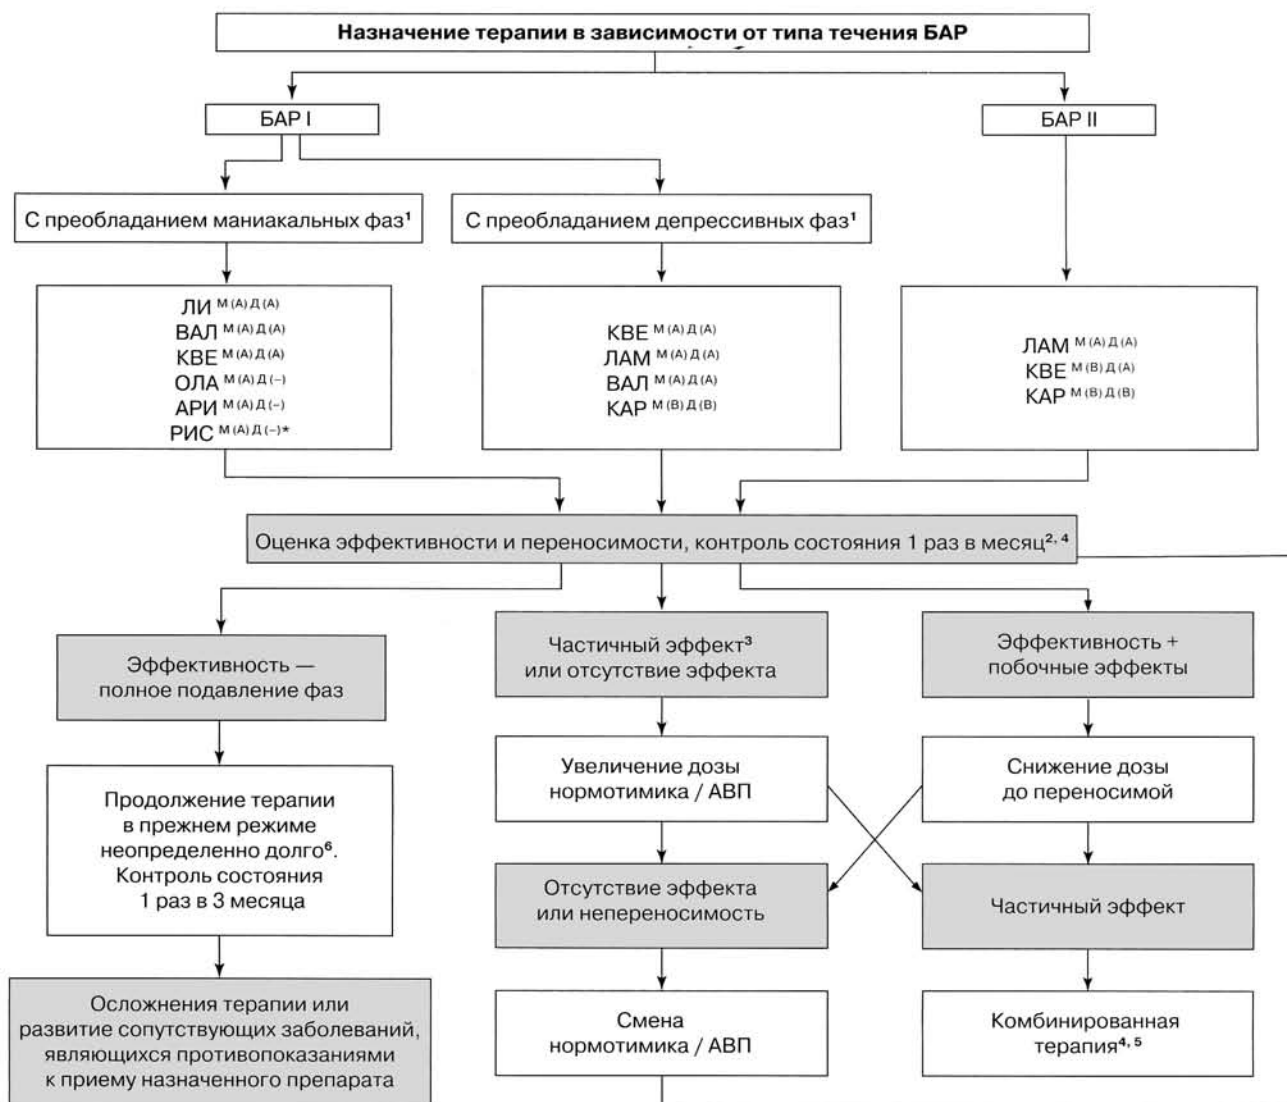 Назначение терапии в зависимости от типа течения БАР
БАР I
БАР II
С преобладанием маниакальных фаз¹
С преобладанием депрессивных фаз¹
ЛИ М (А) Д (А)
ВАЛ М (А) Д (А)
КВЕ М (А) Д (А)
ОЛА М (А) Д (–)
АРИ М (А) Д (–)
РИС М (А) Д (–)*
КВЕ М (А) Д (А)
ЛАМ М (А) Д (А)
ВАЛ М (А) Д (А)
КАР М (В) Д (В)
ЛАМ М (А) Д (А)
КВЕ М (В) Д (А)
КАР М (В) Д (В)
Оценка эффективности и переносимости, контроль состояния 1 раз в месяц², ⁴
Эффективность —
полное подавление фаз
Частичный эффект³
или отсутствие эффекта
Эффективность +
побочные эффекты
Продолжение терапии
в прежнем режиме
неопределенно долго⁶.
Контроль состояния
1 раз в 3 месяца
Увеличение дозы
нормотимика / АВП
Снижение дозы
до переносимой
Отсутствие эффекта
или непереносимость
Частичный эффект
Осложнения терапии или
развитие сопутствующих заболеваний,
являющихся противопоказаниями
к приему назначенного препарата
Смена
нормотимика / АВП
Комбинированная
терапия⁴, ⁵